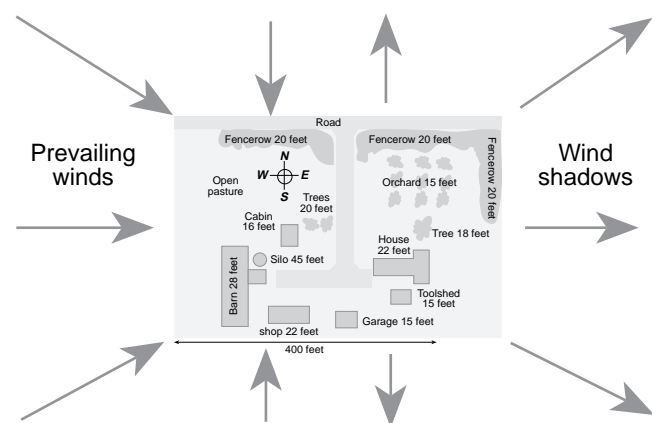 Road
Fencerow 20 feet
Fencerow 20 feet
Fencerow 20 feet
Prevailing
winds
Wind
shadows
N
W
E
S
Open
pasture
Orchard 15 feet
Trees
20 feet
Cabin
16 feet
Tree 18 feet
House
22 feet
Silo 45 feet
Barn 28 feet
Toolshed
15 feet
shop 22 feet
Garage 15 feet
400 feet